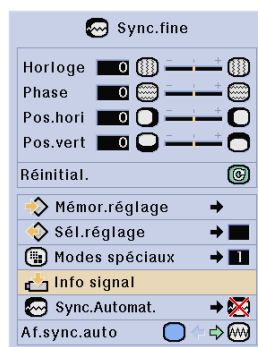 Sync.fine
Horloge 0 - +
Phase 0 - +
Pos.hori 0 - +
Pos.vert 0 - +
Réinitial.
Mémor.réglage
Sél.réglage
Modes spéciaux 1
Info signal
Sync.Automat.
Af.sync.auto